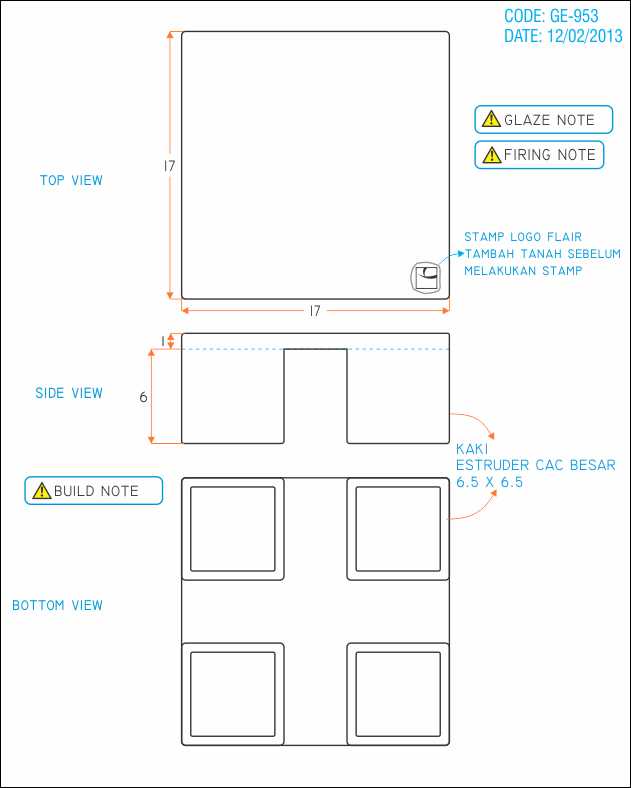 CODE: GE-953
DATE: 12/02/2013
GLAZE NOTE
FIRING NOTE
17
TOP VIEW
STAMP LOGO FLAIR
TAMBAH TANAH SEBELUM
MELAKUKAN STAMP
17
1
SIDE VIEW
6
KAKI
ESTRUDER CAC BESAR
6.5 X 6.5
BUILD NOTE
BOTTOM VIEW